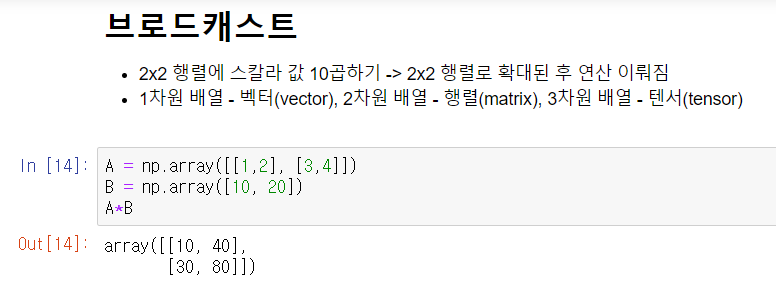 브로드캐스트
• 2x2 행렬에 스칼라 값 10곱하기 -> 2x2 행렬로 확대된 후 연산 이뤄짐
• 1차원 배열 - 벡터(vector), 2차원 배열 - 행렬(matrix), 3차원 배열 - 텐서(tensor)
In [14]: A = np.array([[1,2], [3,4]])
B = np.array([10, 20])
A*B
Out[14]: array([[10, 40],
[30, 80]])